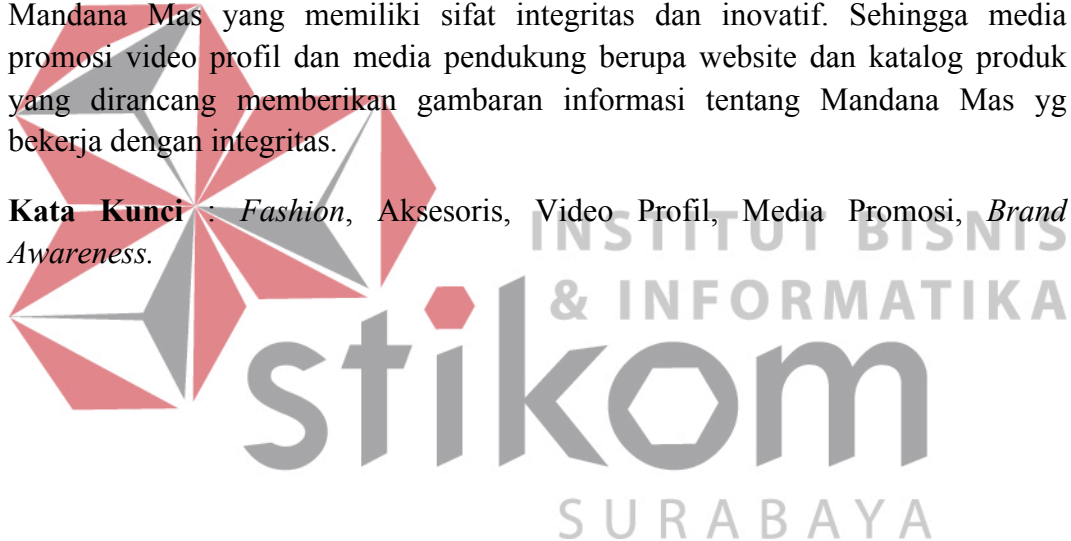 Mandana Mas yang memiliki sifat integritas dan inovatif. Sehingga media
promosi video profil dan media pendukung berupa website dan katalog produk
yang dirancang memberikan gambaran informasi tentang Mandana Mas yg
bekerja dengan integritas.
Kata Kunci : Fashion, Aksesoris, Video Profil, Media Promosi, Brand
Awareness.
INSTITUT BISNIS
& INFORMATIKA
stikom
SURABAYA